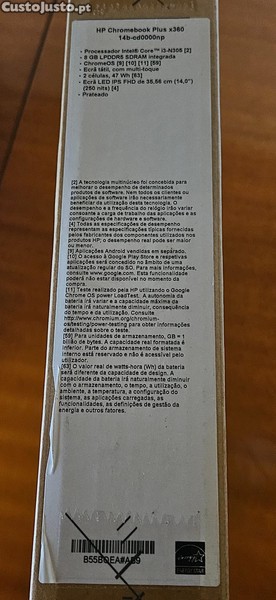 CustoJusto.pt
HP Chromebook Plus x360
14b-cd0000np
• Processador Intel® Core™ i3-N305 [2]
• 8 GB LPDDR5 SDRAM integrada
• ChromeOS [9] [10] [11] [59]
• Ecrã tátil, com multi-toque
• 2 células, 47 Wh [63]
• Ecrã LED IPS FHD de 35,56 cm (14,0")
(250 nits) [4]
• Prateado
[2] A tecnologia multinúcleo foi concebida para
melhorar o desempenho de determinados
produtos de software. Nem todos os clientes ou
aplicações de software irão necessariamente
beneficiar da utilização desta tecnologia. O
desempenho e a frequência do relógio irão variar
consoante a carga de trabalho das aplicações e as
configurações de hardware e software.
[4] Todas as especificações de desempenho
representam as especificações típicas fornecidas
pelos fabricantes dos componentes utilizados nos
produtos HP; o desempenho real pode ser maior
ou menor.
[9] Aplicações Android vendidas em separado.
[10] O acesso à Google Play Store e respetivas
aplicações será concedido no âmbito de uma
atualização regular do SO. Para mais informações,
consulte www.google.com. Esta funcionalidade
poderá não estar disponível no momento da
compra.
[11] Teste realizado pela HP utilizando o Google
Chrome OS power LoadTest. A autonomia da
bateria irá variar e a capacidade máxima da
bateria irá naturalmente diminuir, consequência
do tempo e da utilização. Consulte
http://www.chromium.org/chromium-
os/testing/power-testing para obter informações
detalhadas sobre o teste.
[59] Para unidades de armazenamento, GB = 1
bilião de bytes. A capacidade real formatada é
inferior. Parte do armazenamento do sistema
interno está reservado e não é acessível pelo
utilizador.
[63] O valor real de watts-hora (Wh) da bateria
será diferente da capacidade de design. A
capacidade da bateria irá naturalmente diminuir
com o armazenamento, o tempo, a utilização, o
ambiente, a temperatura, a configuração do
sistema, as aplicações carregadas, as
funcionalidades, as definições de gestão da
energia e outros fatores.